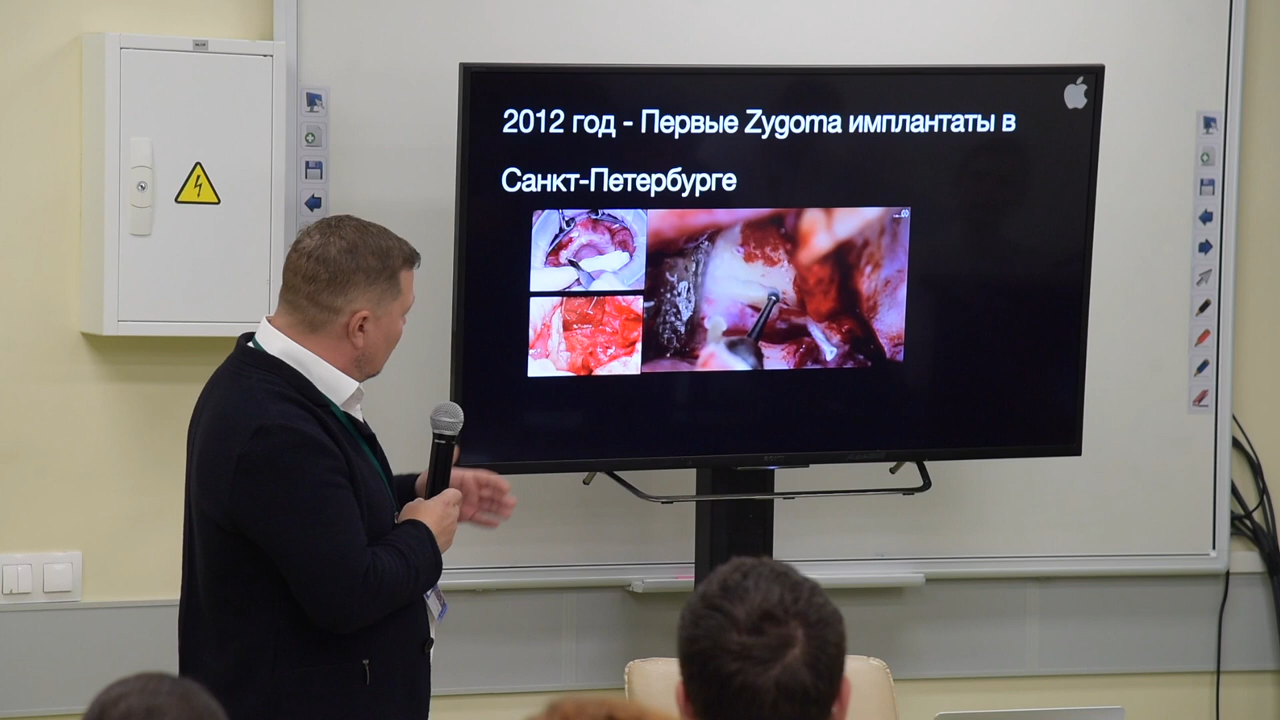 2012 год - Первые Zygoma имплантаты в
Санкт-Петербурге